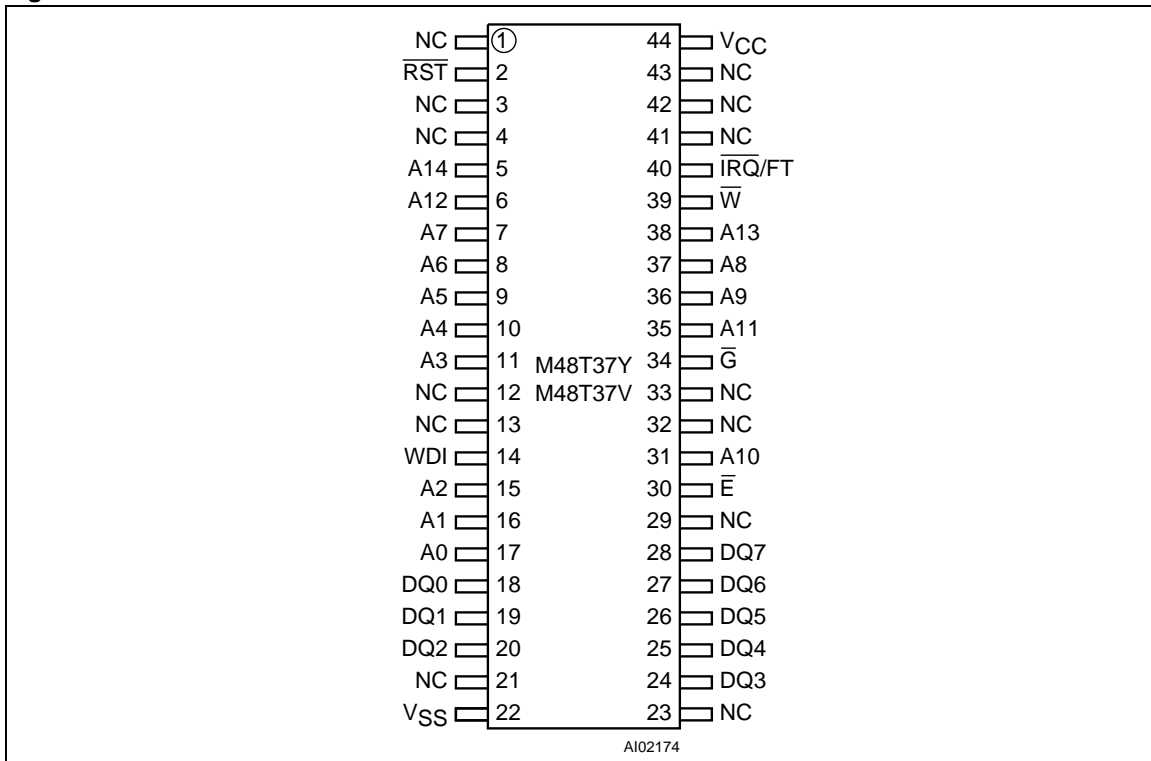 NC 1 44 VCC
R̅S̅T̅ 2 43 NC
NC 3 42 NC
NC 4 41 NC
A14 5 40 I̅R̅Q̅/FT
A12 6 39 W̅
A7 7 38 A13
A6 8 37 A8
A5 9 36 A9
A4 10 35 A11
A3 11 M48T37Y 34 G̅
NC 12 M48T37V 33 NC
NC 13 32 NC
WDI 14 31 A10
A2 15 30 E̅
A1 16 29 NC
A0 17 28 DQ7
DQ0 18 27 DQ6
DQ1 19 26 DQ5
DQ2 20 25 DQ4
NC 21 24 DQ3
VSS 22 23 NC
AI02174